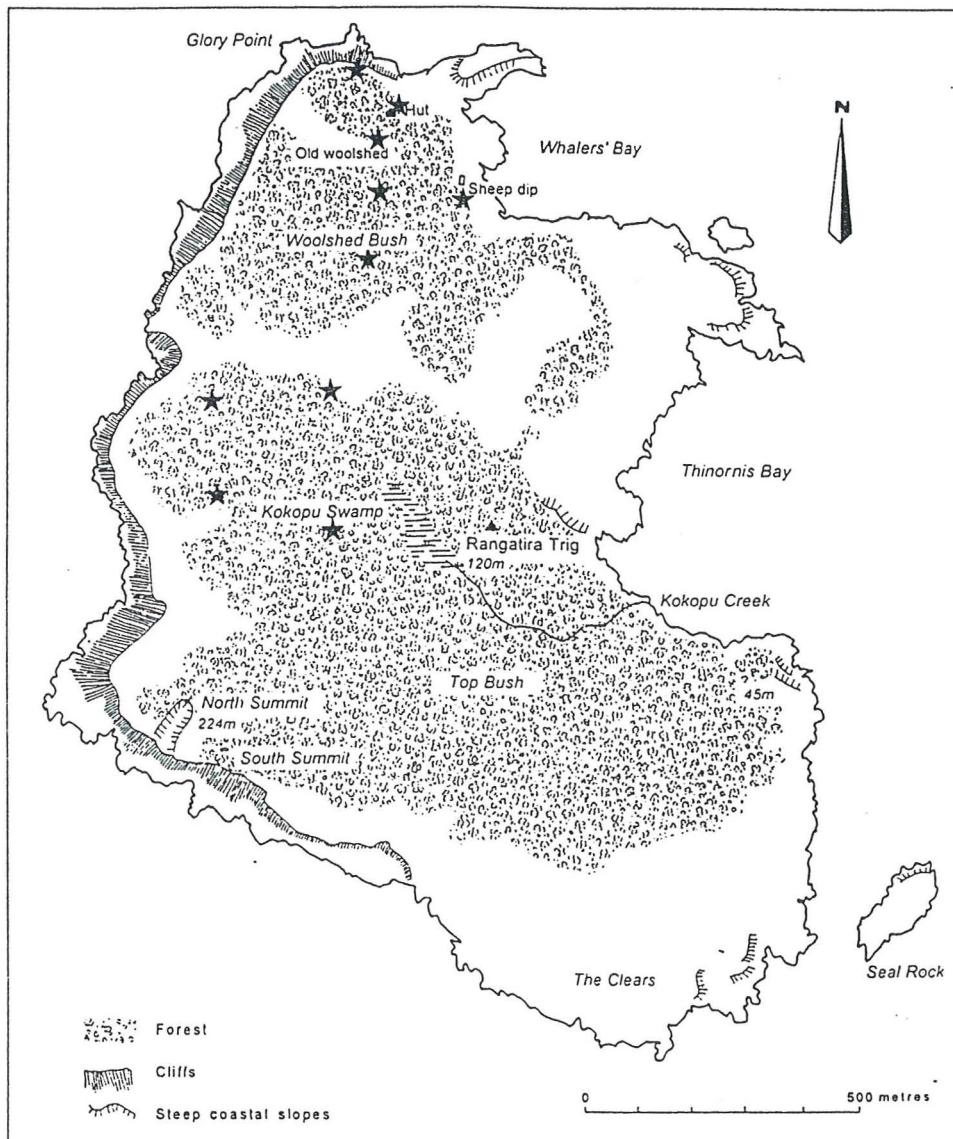 Glory Point
N
Hut
Whalers' Bay
Old woolshed
Sheep dip
Woolshed Bush
Thinornis Bay
Kokopu Swamp
Rangatira Trig
120m
Kokopu Creek
Top Bush
45m
North Summit
224m
South Summit
The Clears
Seal Rock
Forest
Cliffs
Steep coastal slopes
0 500 metres